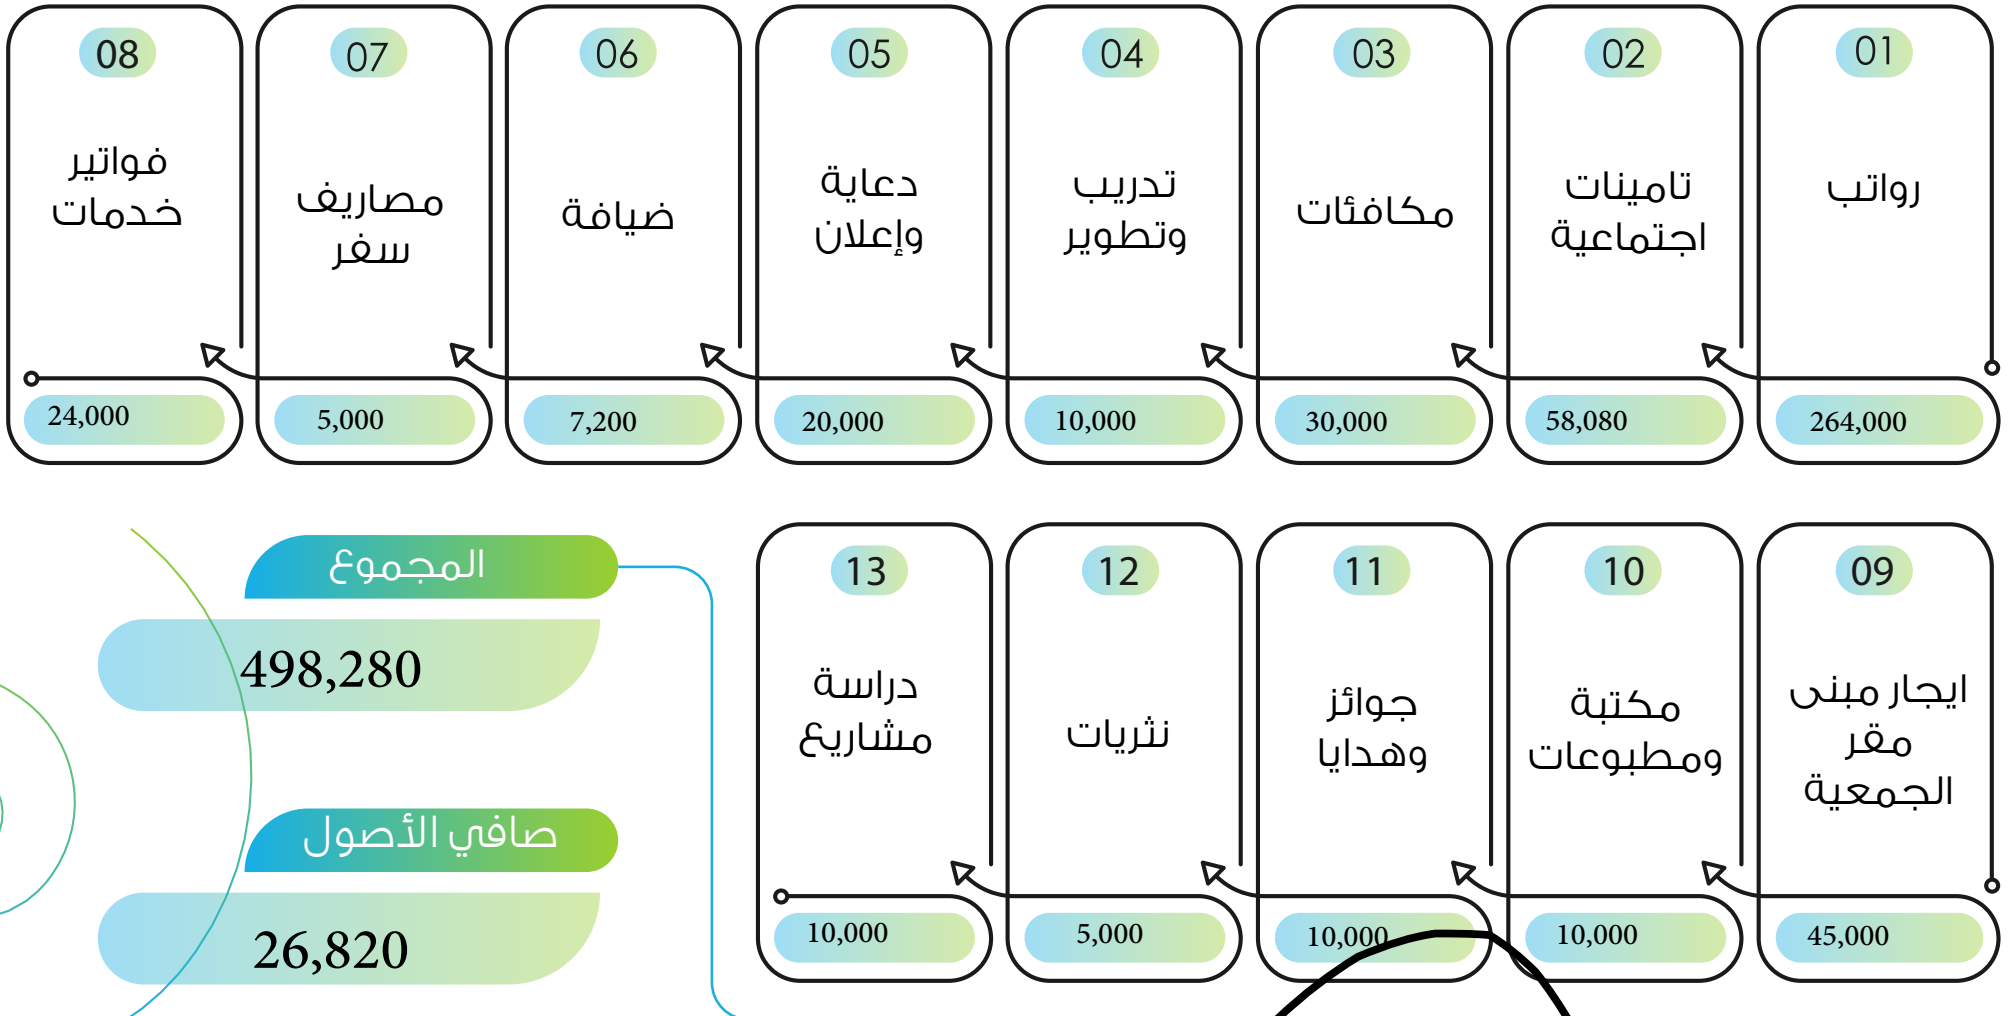 01
رواتب
264,000
02
تامينات
اجتماعية
58,080
03
مكافئات
30,000
04
تدريب
وتطوير
10,000
05
دعاية
وإعلان
20,000
06
ضيافة
7,200
07
مصاريف
سفر
5,000
08
فواتير
خدمات
24,000
09
ايجار مبنى
مقر
الجمعية
45,000
10
مكتبة
ومطبوعات
10,000
11
جوائز
وهدايا
10,000
12
نثريات
5,000
13
دراسة
مشاريع
10,000
المجموع
498,280
صافي الأصول
26,820